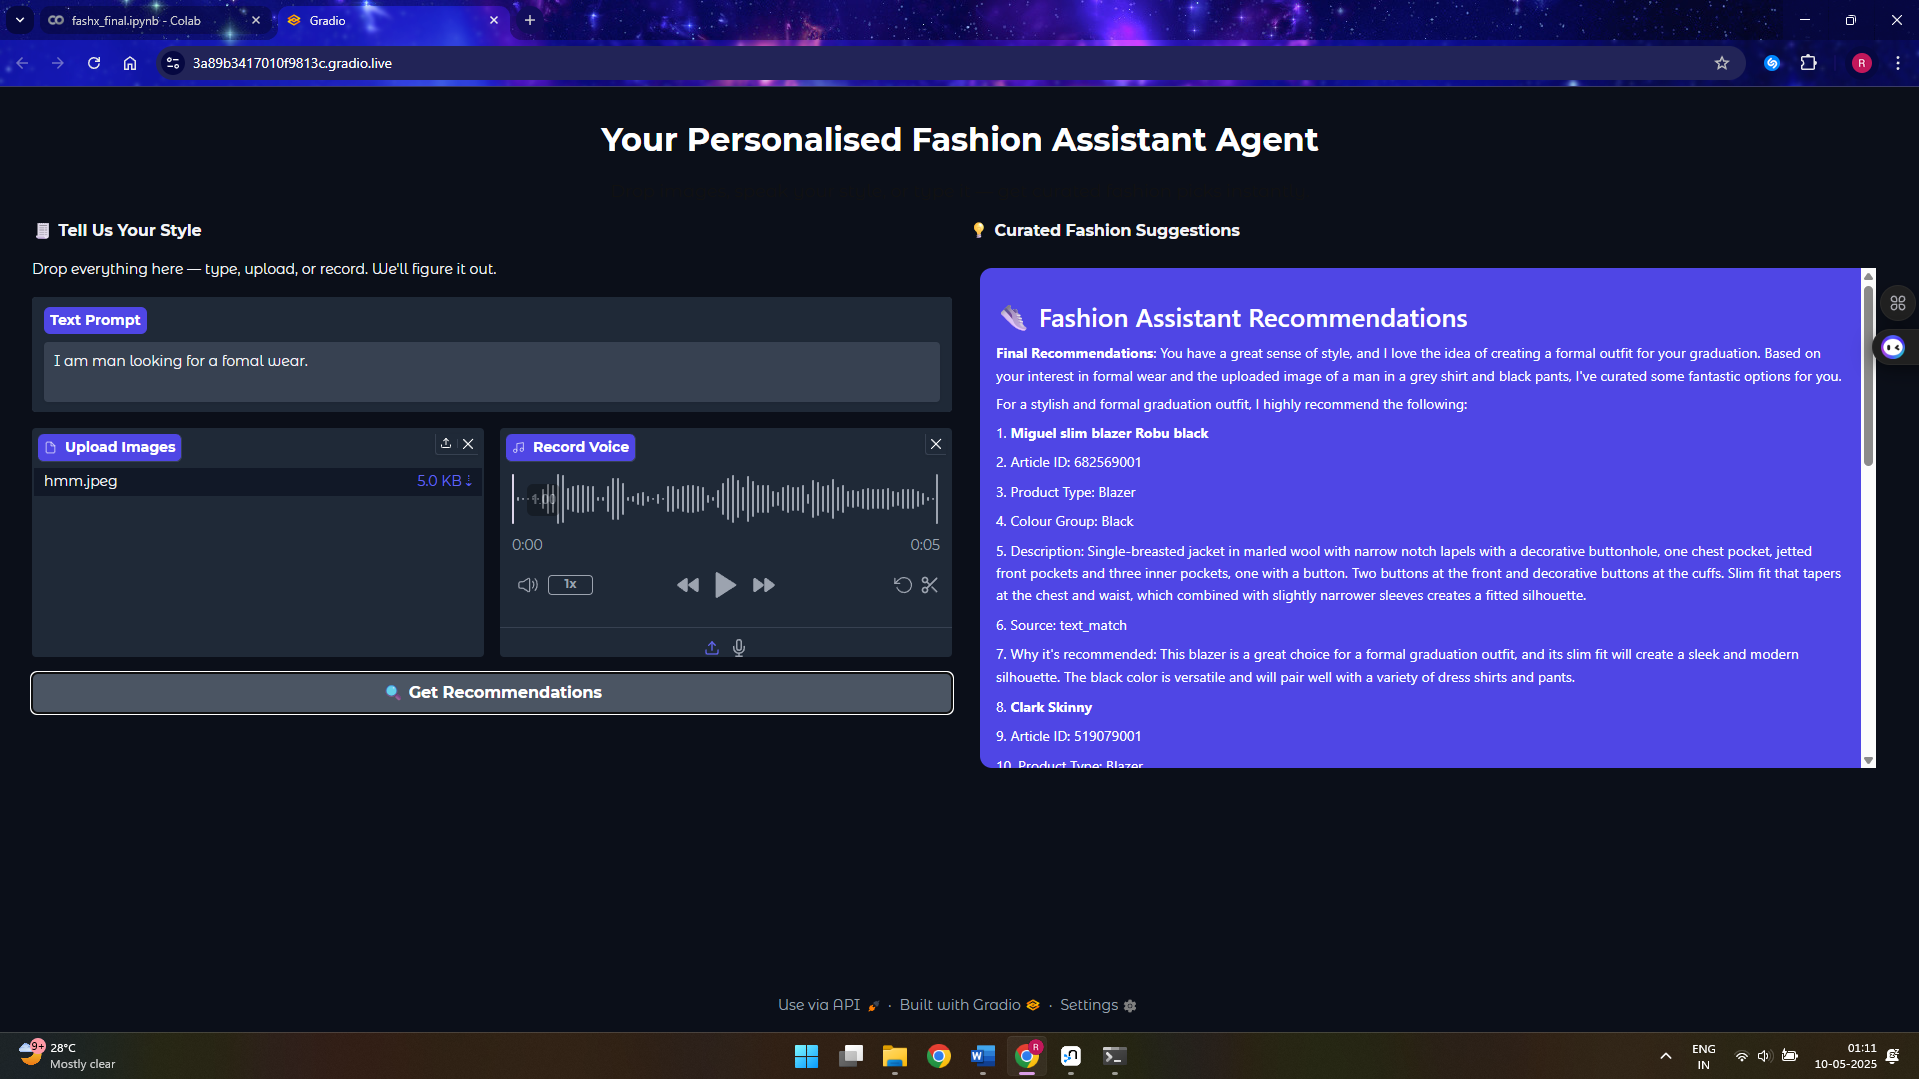 fashx_final.ipynb - Colab
Gradio
3a89b3417010f9813c.gradio.live
R
Your Personalised Fashion Assistant Agent
Tell Us Your Style
Drop everything here — type, upload, or record. We'll figure it out.
Text Prompt
I am man looking for a fomal wear.
Upload Images
hmm.jpeg
5.0 KB ↓
Record Voice
1.00
0:00
0:05
1x
Get Recommendations
Curated Fashion Suggestions
Fashion Assistant Recommendations
Final Recommendations: You have a great sense of style, and I love the idea of creating a formal outfit for your graduation. Based on
your interest in formal wear and the uploaded image of a man in a grey shirt and black pants, I've curated some fantastic options for you.
For a stylish and formal graduation outfit, I highly recommend the following:
1. Miguel slim blazer Robu black
2. Article ID: 682569001
3. Product Type: Blazer
4. Colour Group: Black
5. Description: Single-breasted jacket in marled wool with narrow notch lapels with a decorative buttonhole, one chest pocket, jetted
front pockets and three inner pockets, one with a button. Two buttons at the front and decorative buttons at the cuffs. Slim fit that tapers
at the chest and waist, which combined with slightly narrower sleeves creates a fitted silhouette.
6. Source: text_match
7. Why it's recommended: This blazer is a great choice for a formal graduation outfit, and its slim fit will create a sleek and modern
silhouette. The black color is versatile and will pair well with a variety of dress shirts and pants.
8. Clark Skinny
9. Article ID: 519079001
10. Product Type: Blazer
Use via API · Built with Gradio · Settings
9+
28°C
Mostly clear
R
ENG
IN
01:11
10-05-2025